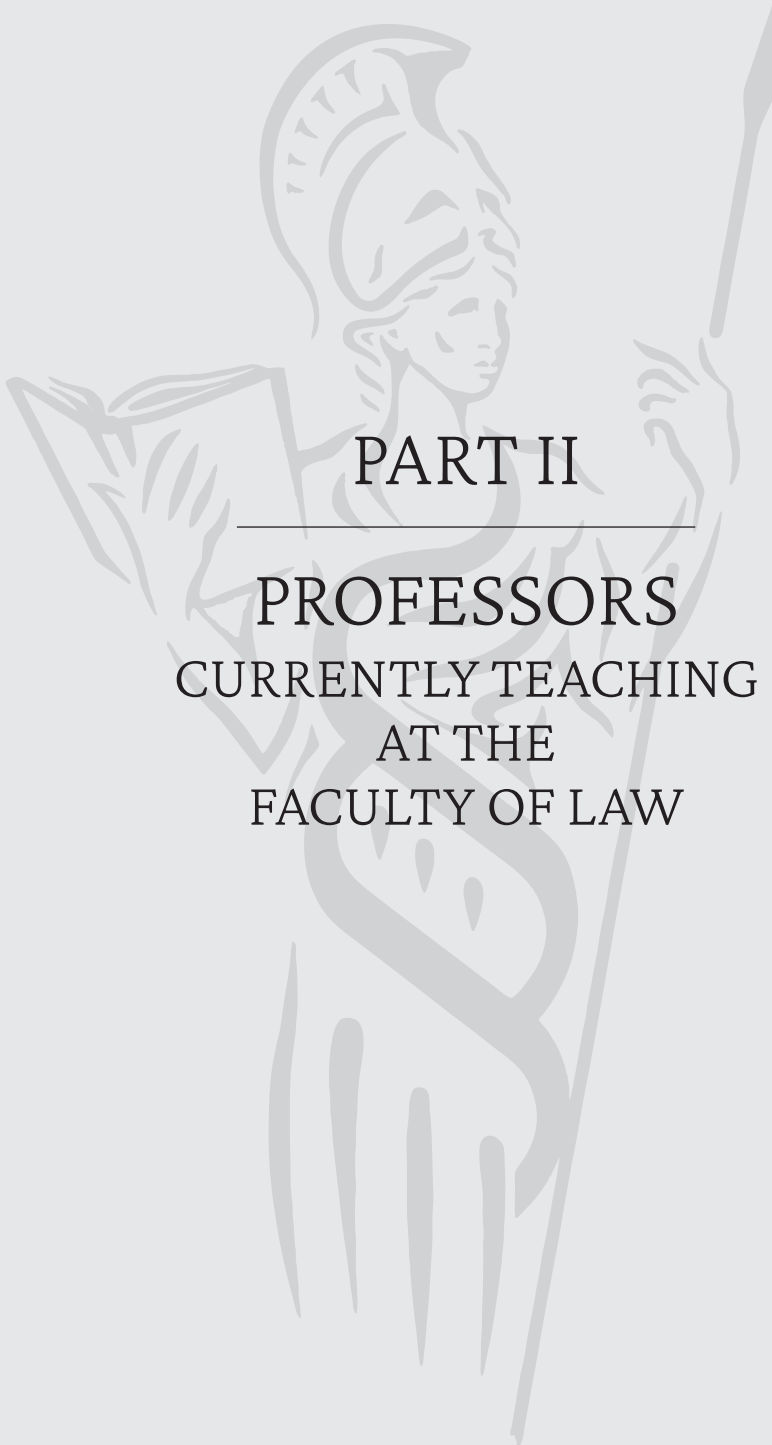 PART II
PROFESSORS
CURRENTLY TEACHING
AT THE
FACULTY OF LAW